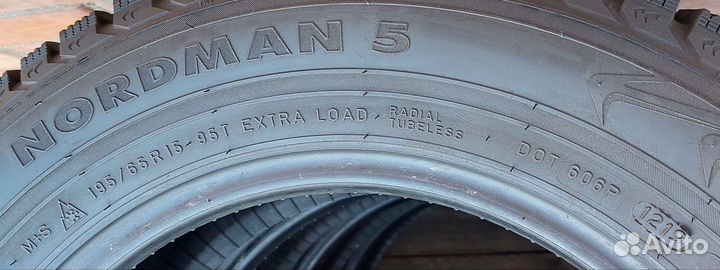 NORDMAN 5
M+S 195/65R15-95T EXTRA LOAD RADIAL
TUBELESS
DOT 606P
Avito